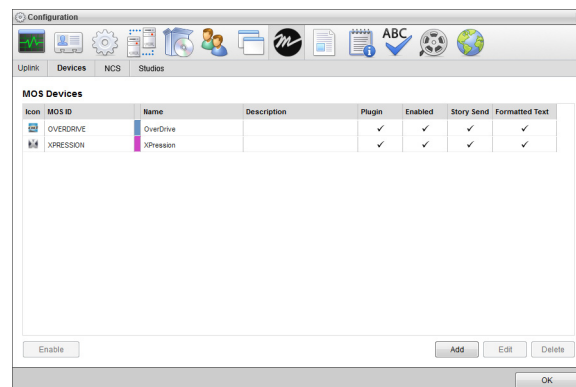 Configuration
ABC
Uplink Devices NCS Studios
MOS Devices
Icon MOS ID Name Description Plugin Enabled Story Send Formatted Text
OVERDRIVE OverDrive ✓ ✓ ✓ ✓
XPRESSION XPression ✓ ✓ ✓ ✓
Enable Add Edit Delete
OK